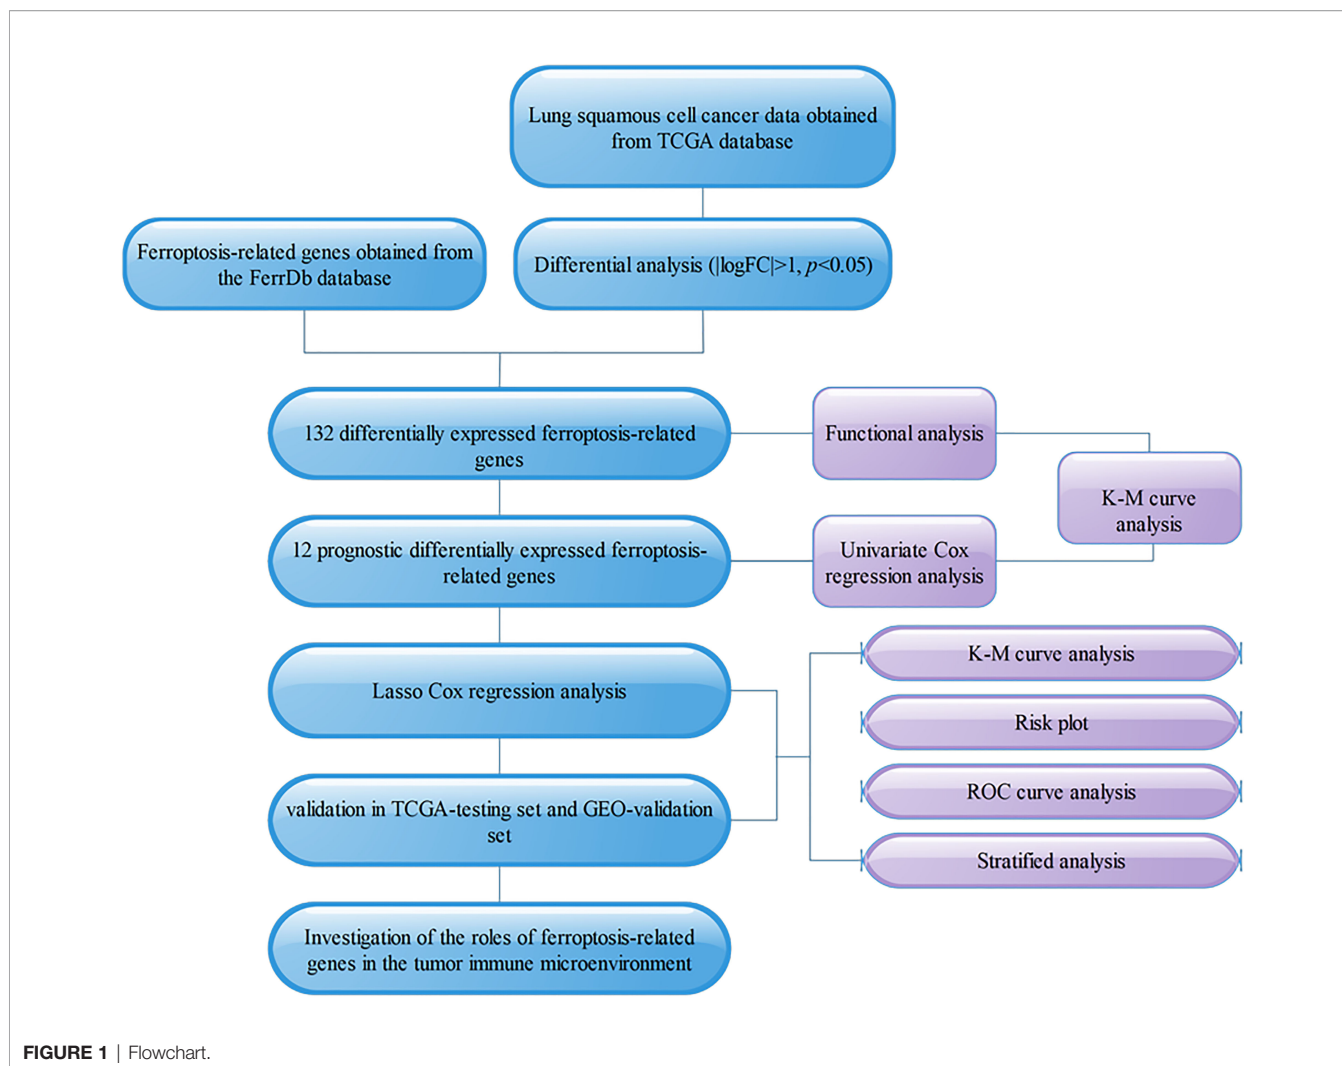 Lung squamous cell cancer data obtained
from TCGA database
Ferroptosis-related genes obtained from
the FerrDb database
Differential analysis (|logFC|>1, p<0.05)
132 differentially expressed ferroptosis-related
genes
Functional analysis
K-M curve
analysis
12 prognostic differentially expressed ferroptosis-
related genes
Univariate Cox
regression analysis
Lasso Cox regression analysis
validation in TCGA-testing set and GEO-validation
set
K-M curve analysis
Risk plot
ROC curve analysis
Stratified analysis
Investigation of the roles of ferroptosis-related
genes in the tumor immune microenvironment
FIGURE 1 | Flowchart.